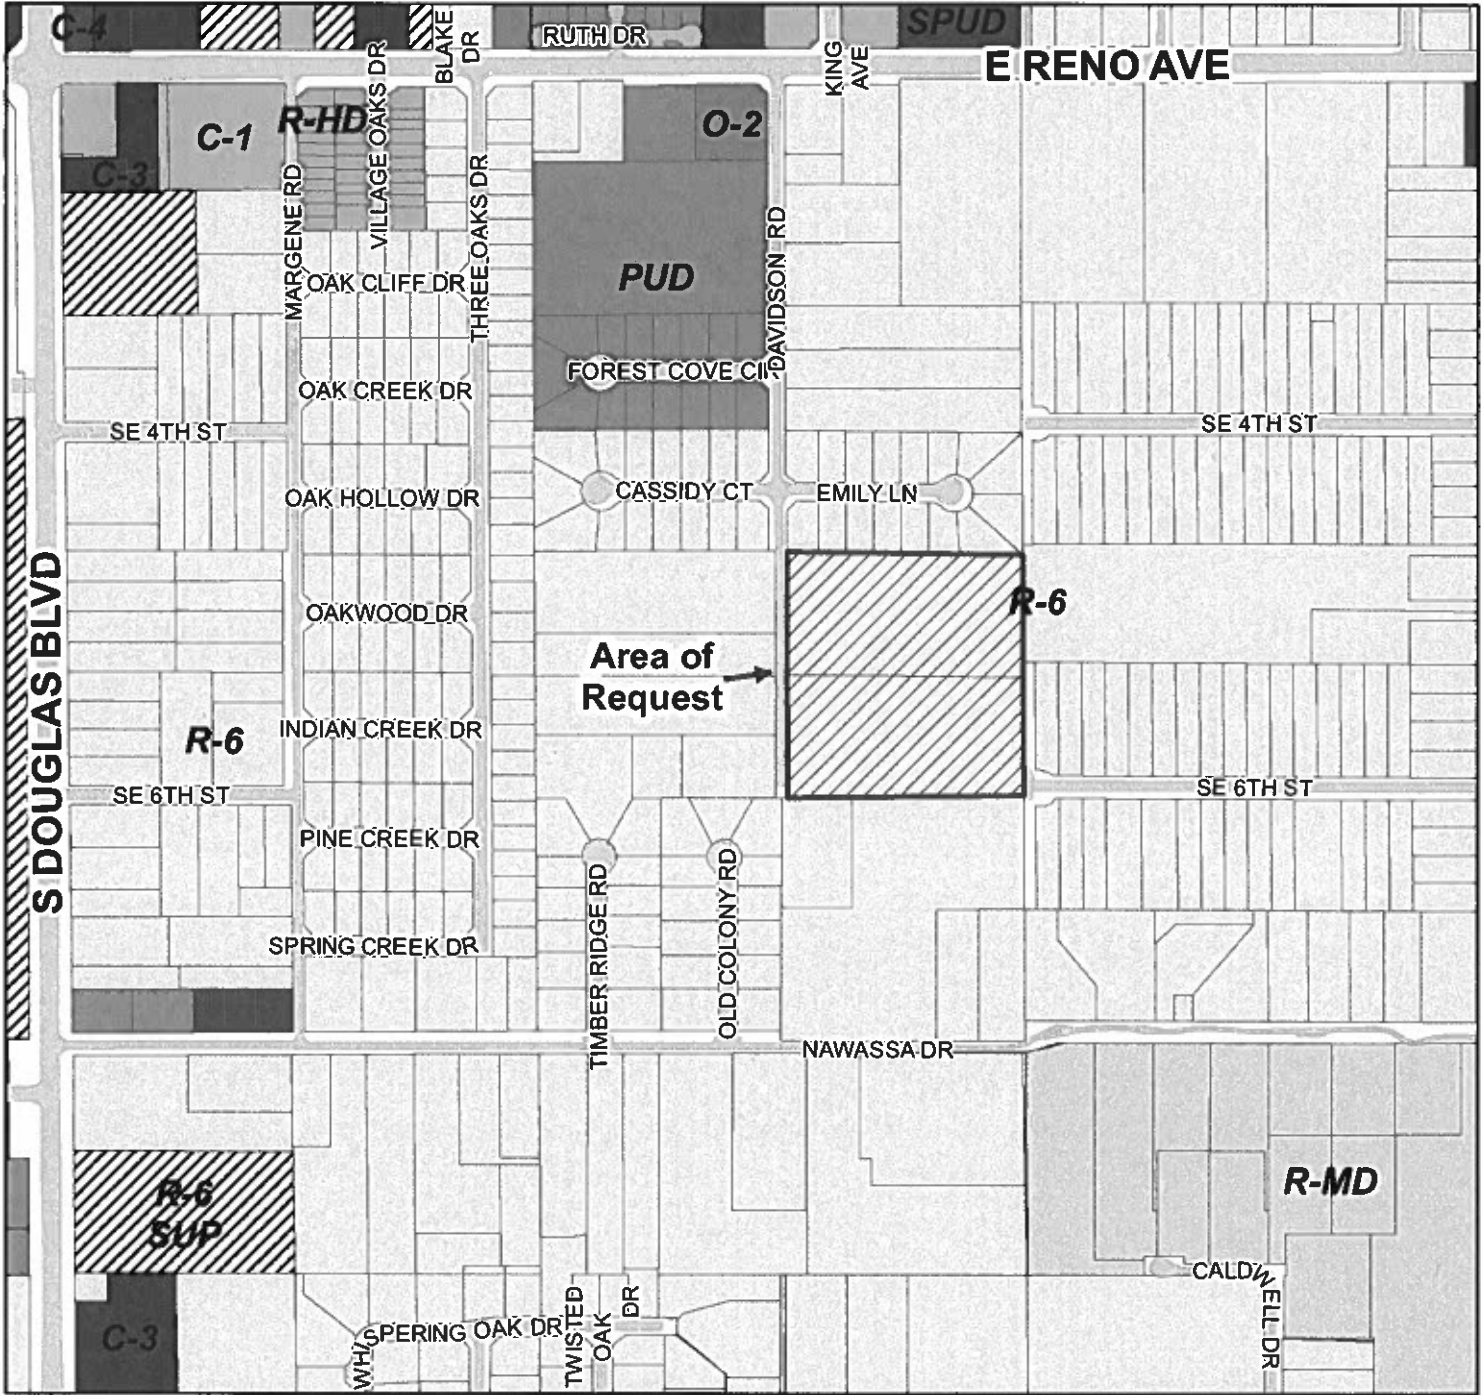 C-4
BLAKE
DR
RUTH DR
KING
AVE
SPUD
E RENO AVE
C-1
R-HD
VILLAGE OAKS DR
O-2
C-3
MARGENE RD
THREE OAKS DR
DAVIDSON RD
PUD
OAK CLIFF DR
FOREST COVE CI
OAK CREEK DR
SE 4TH ST
SE 4TH ST
OAK HOLLOW DR
CASSIDY CT
EMILY LN
S DOUGLAS BLVD
OAKWOOD DR
R-6
Area of
Request
R-6
INDIAN CREEK DR
SE 6TH ST
SE 6TH ST
PINE CREEK DR
TIMBER RIDGE RD
OLD COLONY RD
SPRING CREEK DR
NAWASSA DR
R-6
SUP
R-MD
CALDWELL DR
C-3
WHISPERING OAK DR
TWISTED
OAK
DR